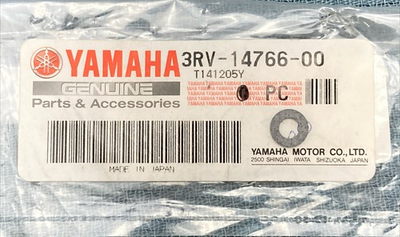 YAMAHA 3RV-14766-00
GENUINE T141205Y
Parts & Accessories PC
YAMAHA MOTOR CO., LTD.
MADE IN JAPAN 2500 SHINGAI IWATA SHIZUOKA JAPAN